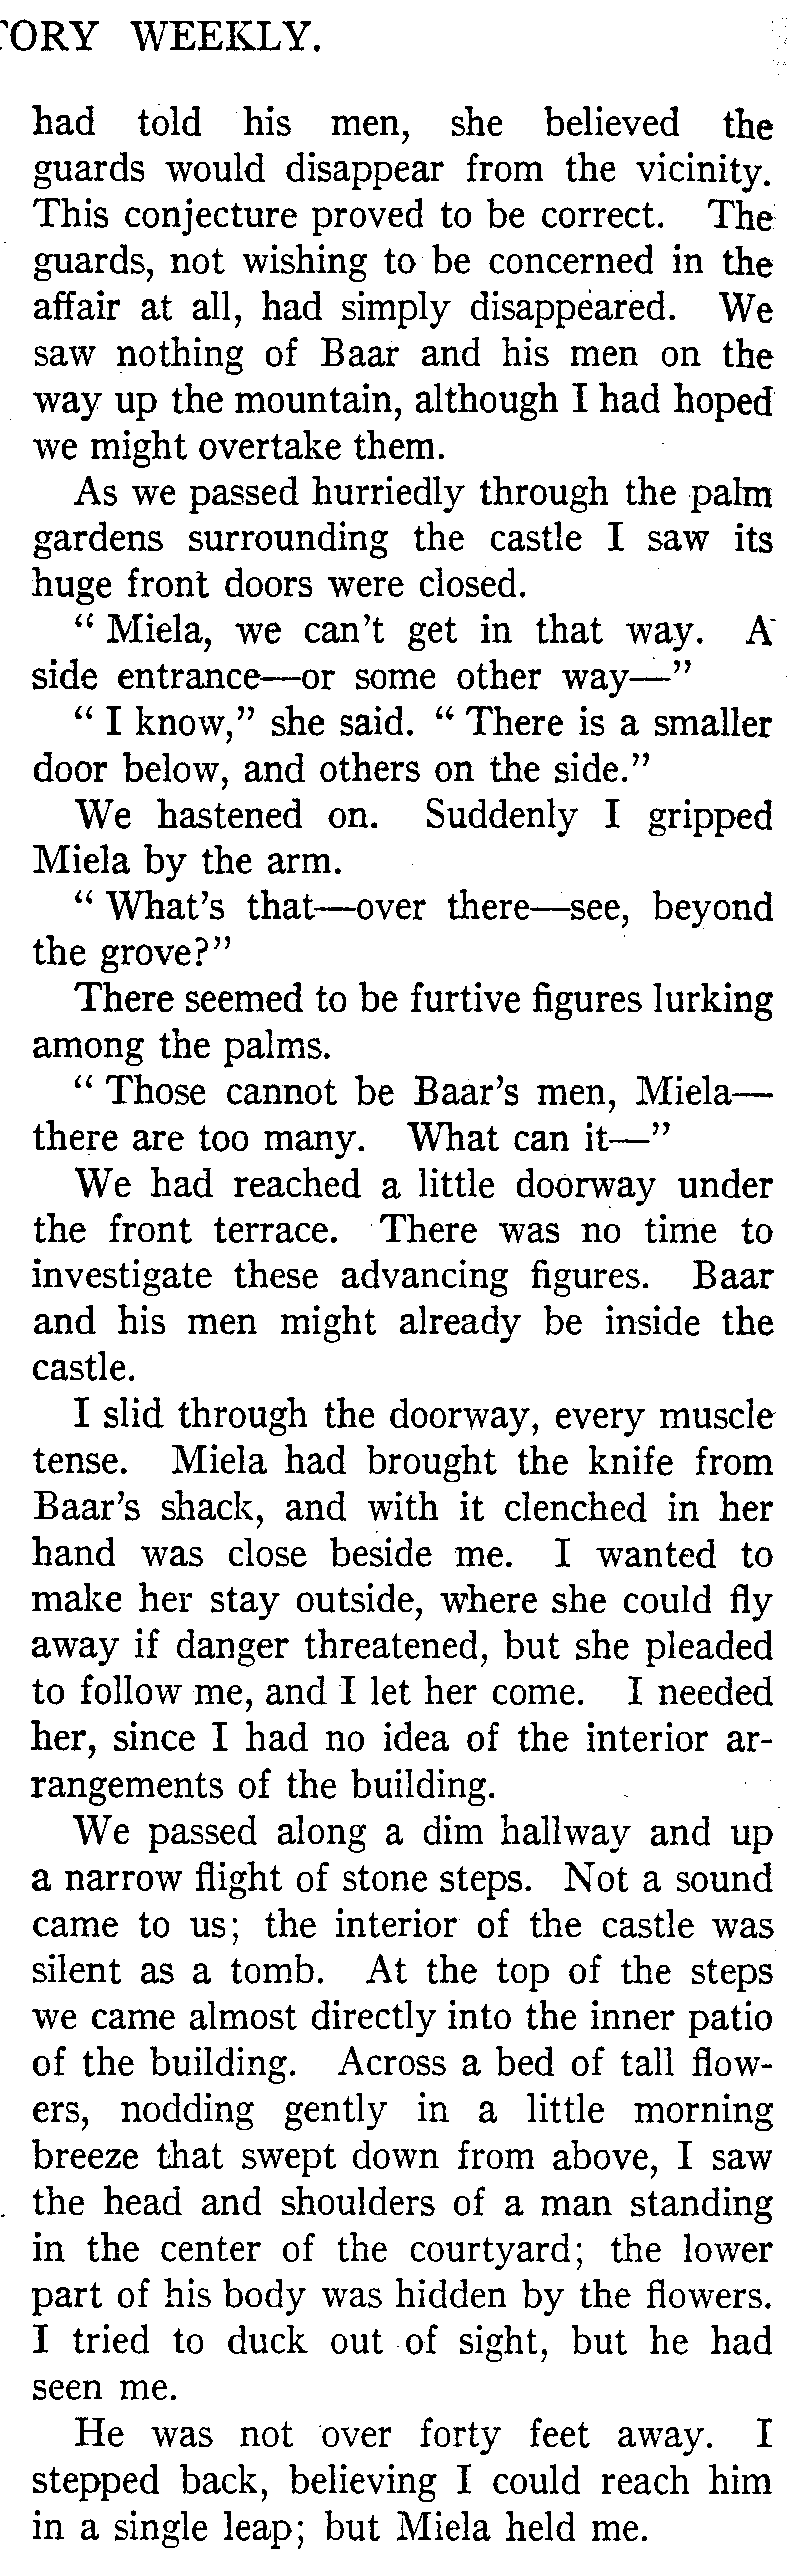 TORY WEEKLY.
had told his men, she believed the
guards would disappear from the vicinity.
This conjecture proved to be correct. The
guards, not wishing to be concerned in the
affair at all, had simply disappeared. We
saw nothing of Baar and his men on the
way up the mountain, although I had hoped
we might overtake them.
As we passed hurriedly through the palm
gardens surrounding the castle I saw its
huge front doors were closed.
“ Miela, we can't get in that way. A
side entrance—or some other way—”
“ I know,” she said. “ There is a smaller
door below, and others on the side.”
We hastened on. Suddenly I gripped
Miela by the arm.
“ What's that—over there—see, beyond
the grove?”
There seemed to be furtive figures lurking
among the palms.
“ Those cannot be Baar's men, Miela—
there are too many. What can it—”
We had reached a little doorway under
the front terrace. There was no time to
investigate these advancing figures. Baar
and his men might already be inside the
castle.
I slid through the doorway, every muscle
tense. Miela had brought the knife from
Baar's shack, and with it clenched in her
hand was close beside me. I wanted to
make her stay outside, where she could fly
away if danger threatened, but she pleaded
to follow me, and I let her come. I needed
her, since I had no idea of the interior ar-
rangements of the building.
We passed along a dim hallway and up
a narrow flight of stone steps. Not a sound
came to us; the interior of the castle was
silent as a tomb. At the top of the steps
we came almost directly into the inner patio
of the building. Across a bed of tall flow-
ers, nodding gently in a little morning
breeze that swept down from above, I saw
the head and shoulders of a man standing
in the center of the courtyard; the lower
part of his body was hidden by the flowers.
I tried to duck out of sight, but he had
seen me.
He was not over forty feet away. I
stepped back, believing I could reach him
in a single leap; but Miela held me.